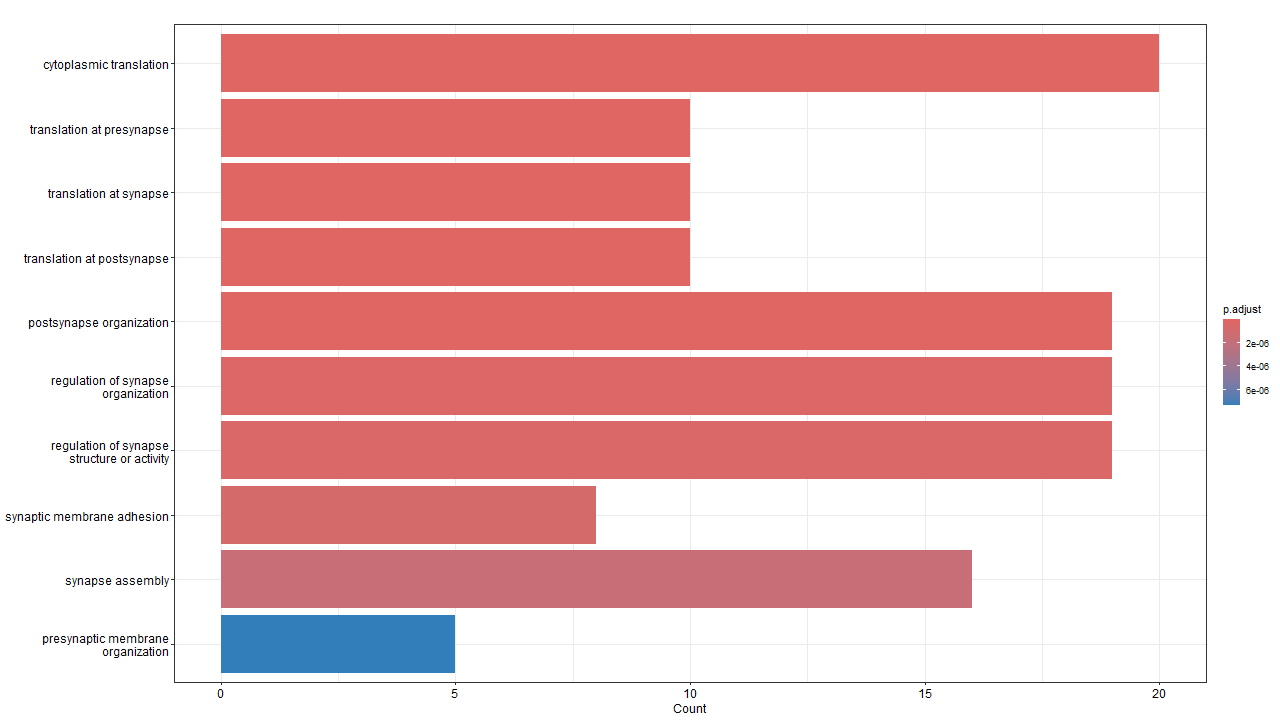 cytoplasmic translation
translation at presynapse
translation at synapse
translation at postsynapse
postsynapse organization
regulation of synapse
organization
regulation of synapse
structure or activity
synaptic membrane adhesion
synapse assembly
presynaptic membrane
organization
0 5 10 15 20
Count
p.adjust
2e-06
4e-06
6e-06